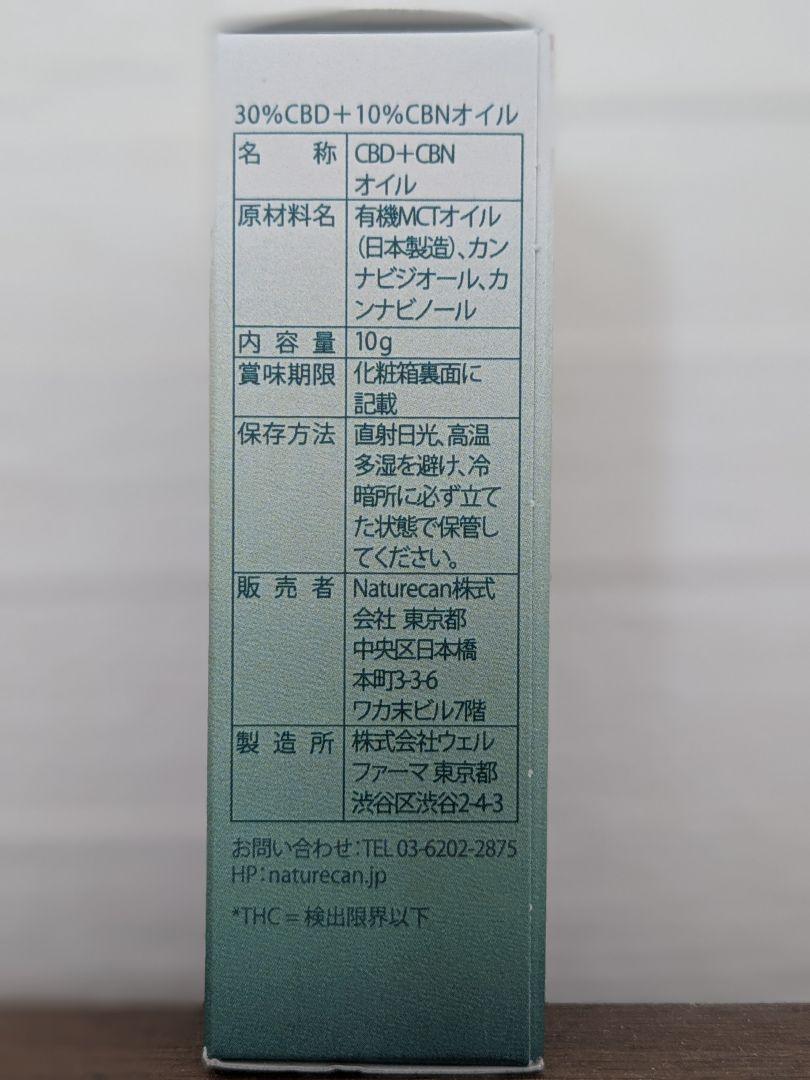 30%CBD＋10%CBNオイル
名称 CBD＋CBN
オイル
原材料名 有機MCTオイル
（日本製造）、カン
ナビジオール、カ
ンナビノール
内容量 10g
賞味期限 化粧箱裏面に
記載
保存方法 直射日光、高温
多湿を避け、冷
暗所に必ず立て
た状態で保管し
てください。
販売者 Naturecan株式
会社 東京都
中央区日本橋
本町3-3-6
ワカ末ビル7階
製造所 株式会社ウェル
ファーマ 東京都
渋谷区渋谷2-4-3
お問い合わせ：TEL 03-6202-2875
HP：naturecan.jp
*THC＝検出限界以下